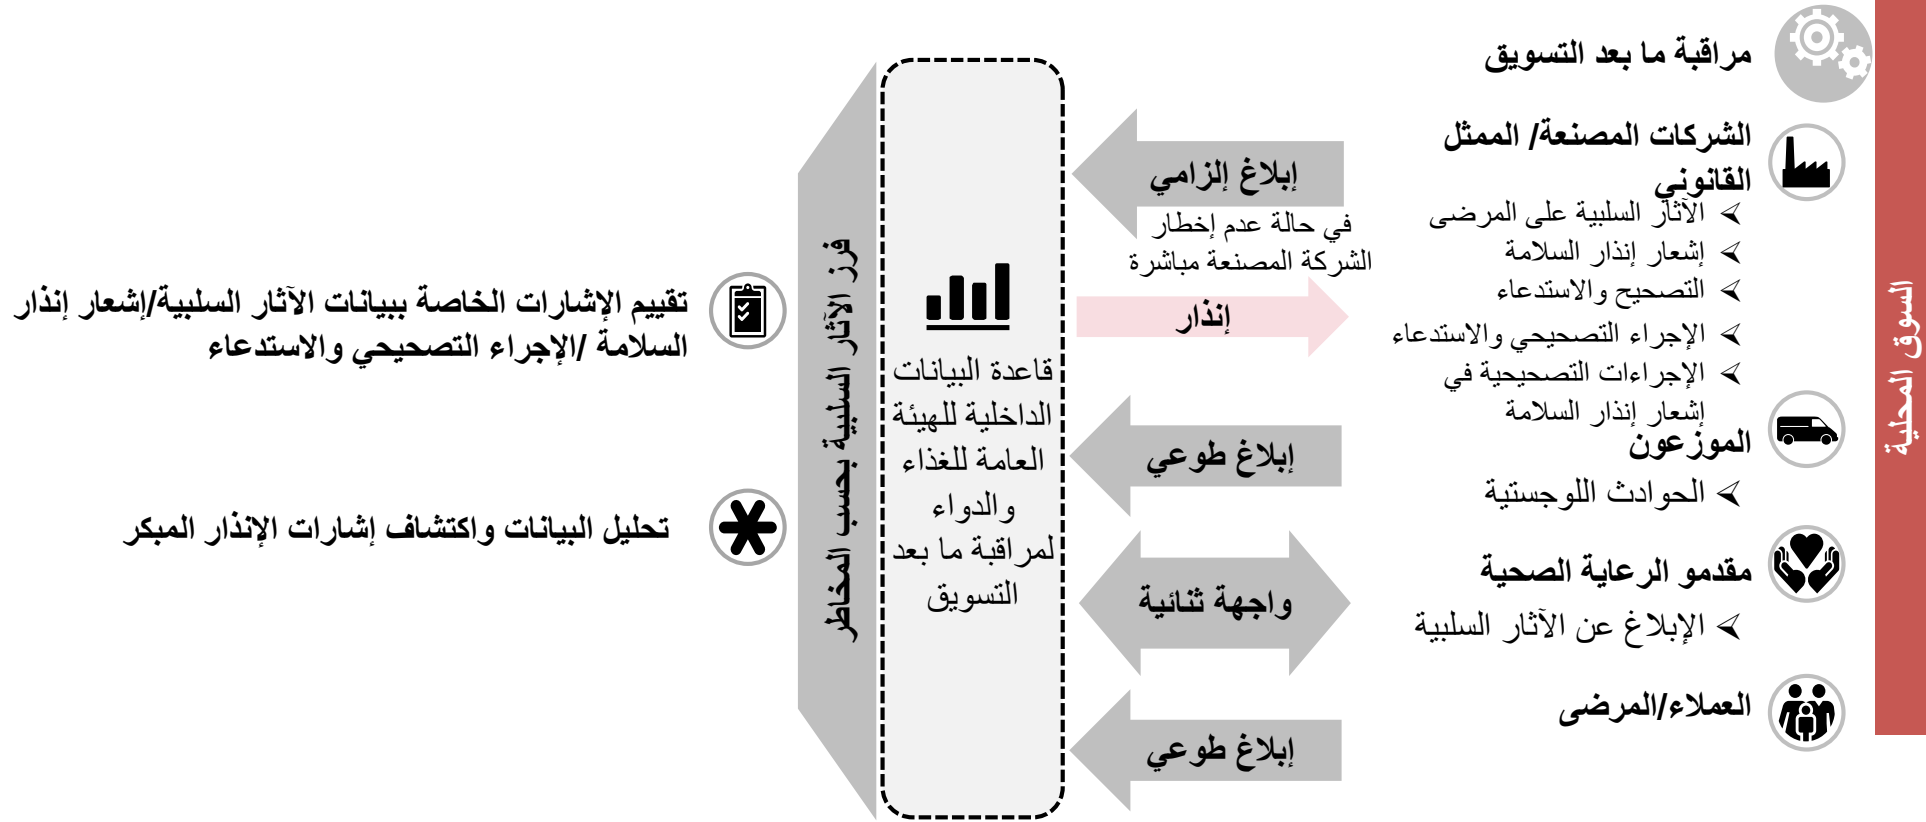 السوق المحلية
مراقبة ما بعد التسويق
الشركات المصنعة/ الممثل
القانوني
⮚ الآثار السلبية على المرضى
⮚ إشعار إنذار السلامة
⮚ التصحيح والاستدعاء
⮚ الإجراء التصحيحي والاستدعاء
⮚ الإجراءات التصحيحية في
إشعار إنذار السلامة
الموزعون
⮚ الحوادث اللوجستية
مقدمو الرعاية الصحية
⮚ الإبلاغ عن الآثار السلبية
العملاء/المرضى
إبلاغ إلزامي
في حالة عدم إخطار
الشركة المصنعة مباشرة
إنذار
إبلاغ طوعي
واجهة ثنائية
إبلاغ طوعي
قاعدة البيانات
الداخلية للهيئة
العامة للغذاء
والدواء
لمراقبة ما بعد
التسويق
فرز الآثار السلبية بحسب المخاطر
تقييم الإشارات الخاصة ببيانات الآثار السلبية/إشعار إنذار
السلامة /الإجراء التصحيحي والاستدعاء
تحليل البيانات واكتشاف إشارات الإنذار المبكر